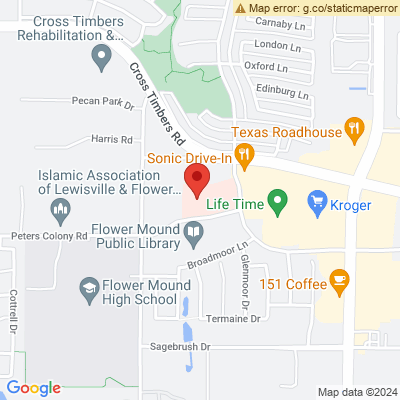 Map error: g.co/staticmaperror
Cross Timbers
Rehabilitation &...
Carnaby Ln
London Ln
Oxford Ln
Edinburg Ln
Pecan Park Dr
Cross Timbers Rd
Harris Rd
Texas Roadhouse
Sonic Drive-In
Islamic Association
of Lewisville & Flower...
Life Time
Kroger
Peters Colony Rd
Flower Mound
Public Library
Broadmoor Ln
Glenmoor Dr
Flower Mound
High School
151 Coffee
Cottrell Dr
Termaine Dr
Sagebrush Dr
Google
Map data ©2024